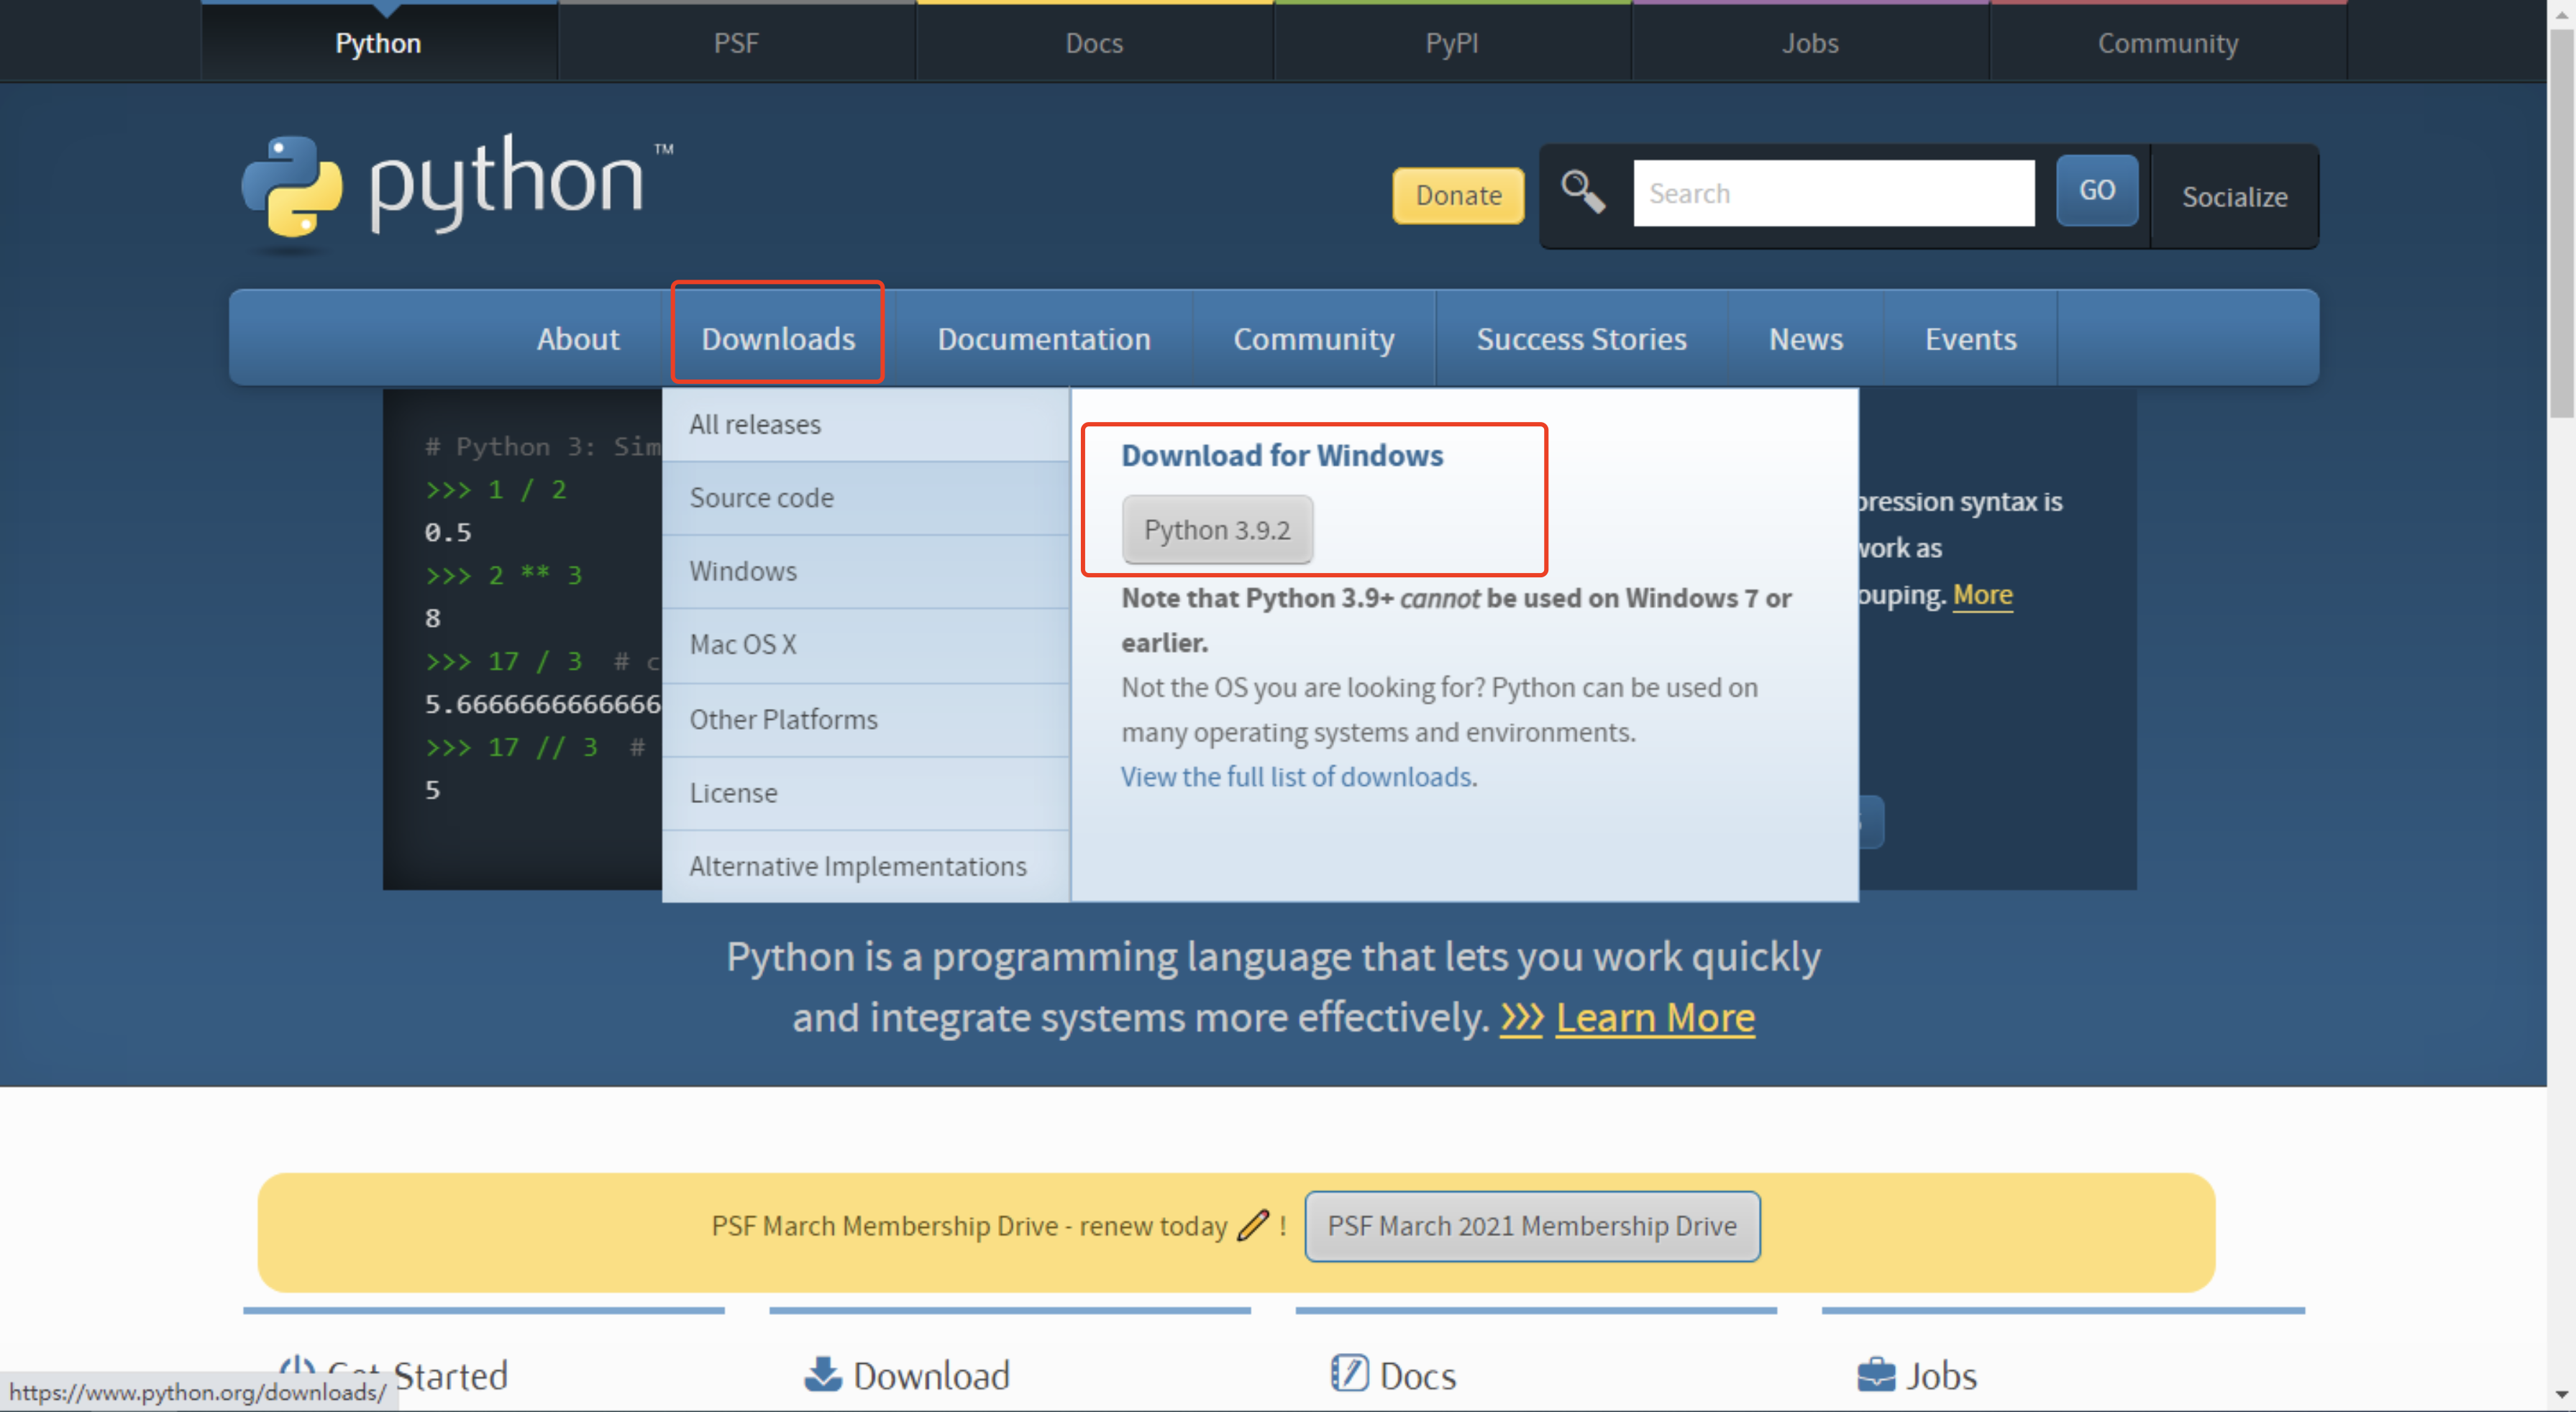 Python
PSF
Docs
PyPI
Jobs
Community
python™
Donate
Search
GO
Socialize
About
Downloads
Documentation
Community
Success Stories
News
Events
# Python 3: Sim
>>> 1 / 2
0.5
>>> 2 ** 3
8
>>> 17 / 3 # c
5.6666666666666
>>> 17 // 3 #
5
All releases
Source code
Windows
Mac OS X
Other Platforms
License
Alternative Implementations
Download for Windows
Python 3.9.2
Note that Python 3.9+ cannot be used on Windows 7 or
earlier.
Not the OS you are looking for? Python can be used on
many operating systems and environments.
View the full list of downloads.
pression syntax is
work as
ouping. More
Python is a programming language that lets you work quickly
and integrate systems more effectively. >>> Learn More
PSF March Membership Drive - renew today !
PSF March 2021 Membership Drive
Get Started
Download
Docs
Jobs
https://www.python.org/downloads/